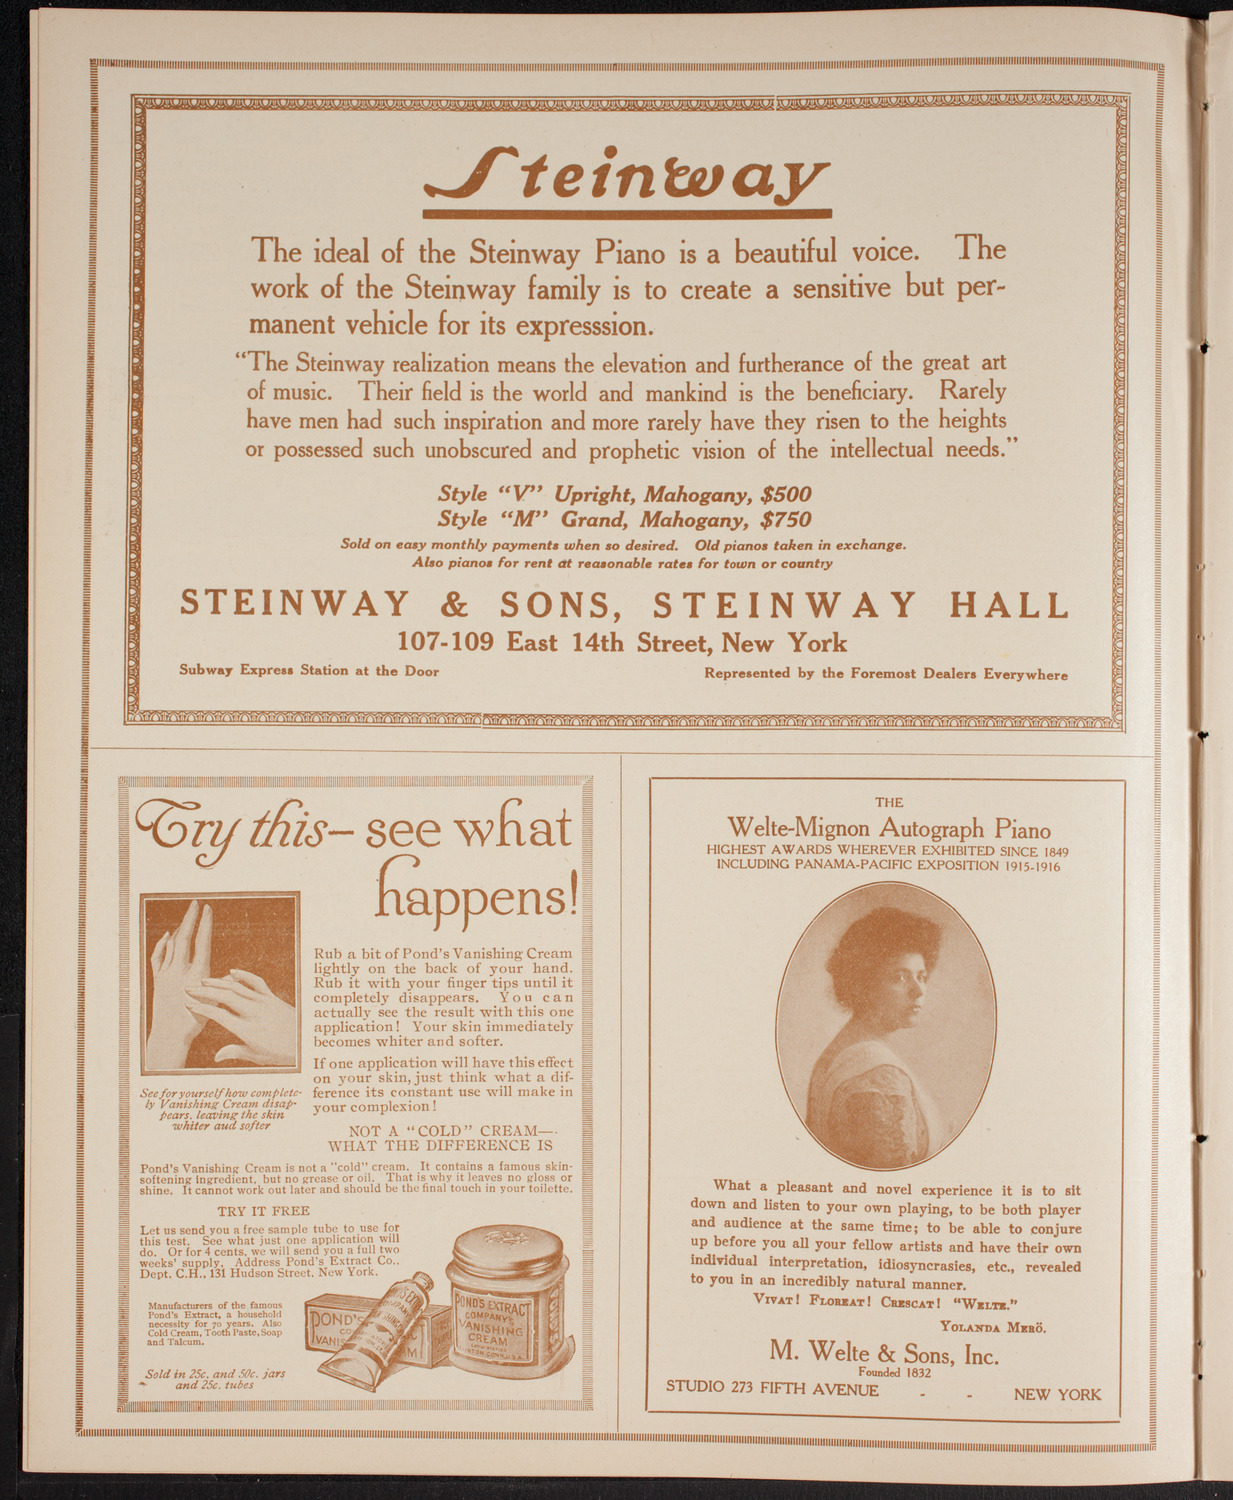 Steinway
The ideal of the Steinway Piano is a beautiful voice. The
work of the Steinway family is to create a sensitive but per-
manent vehicle for its expresssion.
“The Steinway realization means the elevation and furtherance of the great art
of music. Their field is the world and mankind is the beneficiary. Rarely
have men had such inspiration and more rarely have they risen to the heights
or possessed such unobscured and prophetic vision of the intellectual needs.”
Style “V” Upright, Mahogany, $500
Style “M” Grand, Mahogany, $750
Sold on easy monthly payments when so desired. Old pianos taken in exchange.
Also pianos for rent at reasonable rates for town or country
STEINWAY & SONS, STEINWAY HALL
107-109 East 14th Street, New York
Subway Express Station at the Door
Represented by the Foremost Dealers Everywhere
Try this— see what
happens!
Rub a bit of Pond's Vanishing Cream
lightly on the back of your hand.
Rub it with your finger tips until it
completely disappears. You can
actually see the result with this one
application! Your skin immediately
becomes whiter and softer.
If one application will have this effect
on your skin, just think what a dif-
ference its constant use will make in
your complexion!
See for yourself how complete-
ly Vanishing Cream disap-
pears, leaving the skin
whiter and softer
NOT A “COLD” CREAM—
WHAT THE DIFFERENCE IS
Pond's Vanishing Cream is not a "cold" cream. It contains a famous skin-
softening ingredient, but no grease or oil. That is why it leaves no gloss or
shine. It cannot work out later and should be the final touch in your toilette.
TRY IT FREE
Let us send you a free sample tube to use for
this test. See what just one application will
do. Or for 4 cents, we will send you a full two
weeks' supply. Address Pond's Extract Co.,
Dept. C.H., 131 Hudson Street, New York.
Manufacturers of the famous
Pond's Extract, a household
necessity for 70 years. Also
Cold Cream, Tooth Paste, Soap
and Talcum.
Sold in 25c. and 50c. jars
and 25c. tubes
POND'S
POND'S EXTRACT
COMPANY'S
VANISHING
CREAM
THE
Welte-Mignon Autograph Piano
HIGHEST AWARDS WHEREVER EXHIBITED SINCE 1849
INCLUDING PANAMA-PACIFIC EXPOSITION 1915-1916
What a pleasant and novel experience it is to sit
down and listen to your own playing, to be both player
and audience at the same time; to be able to conjure
up before you all your fellow artists and have their own
individual interpretation, idiosyncrasies, etc., revealed
to you in an incredibly natural manner.
VIVAT! FLOREAT! CRESCAT! “WELTE.”
YOLANDA MERÖ.
M. Welte & Sons, Inc.
Founded 1832
STUDIO 273 FIFTH AVENUE - - NEW YORK